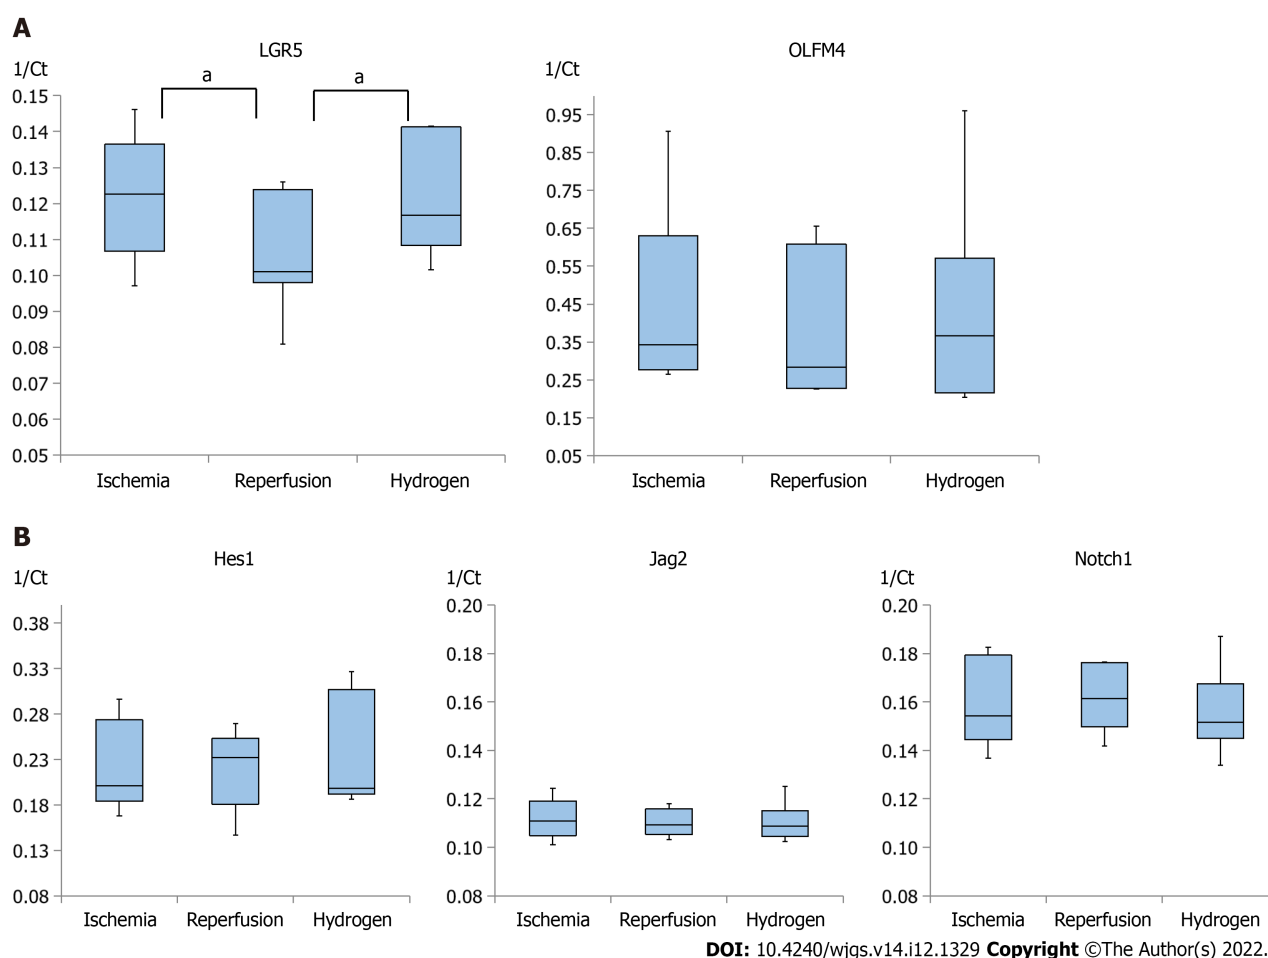 A
LGR5
1/Ct
a
a
0.15
0.14
0.13
0.12
0.11
0.10
0.09
0.08
0.07
0.06
0.05
Ischemia Reperfusion Hydrogen
OLFM4
1/Ct
0.95
0.85
0.75
0.65
0.55
0.45
0.35
0.25
0.15
0.05
Ischemia Reperfusion Hydrogen
B
Hes1
1/Ct
0.38
0.33
0.28
0.23
0.18
0.13
0.08
Ischemia Reperfusion Hydrogen
Jag2
1/Ct
0.20
0.18
0.16
0.14
0.12
0.10
0.08
Ischemia Reperfusion Hydrogen
Notch1
1/Ct
0.20
0.18
0.16
0.14
0.12
0.10
0.08
Ischemia Reperfusion Hydrogen
DOI: 10.4240/wjgs.v14.i12.1329 Copyright ©The Author(s) 2022.